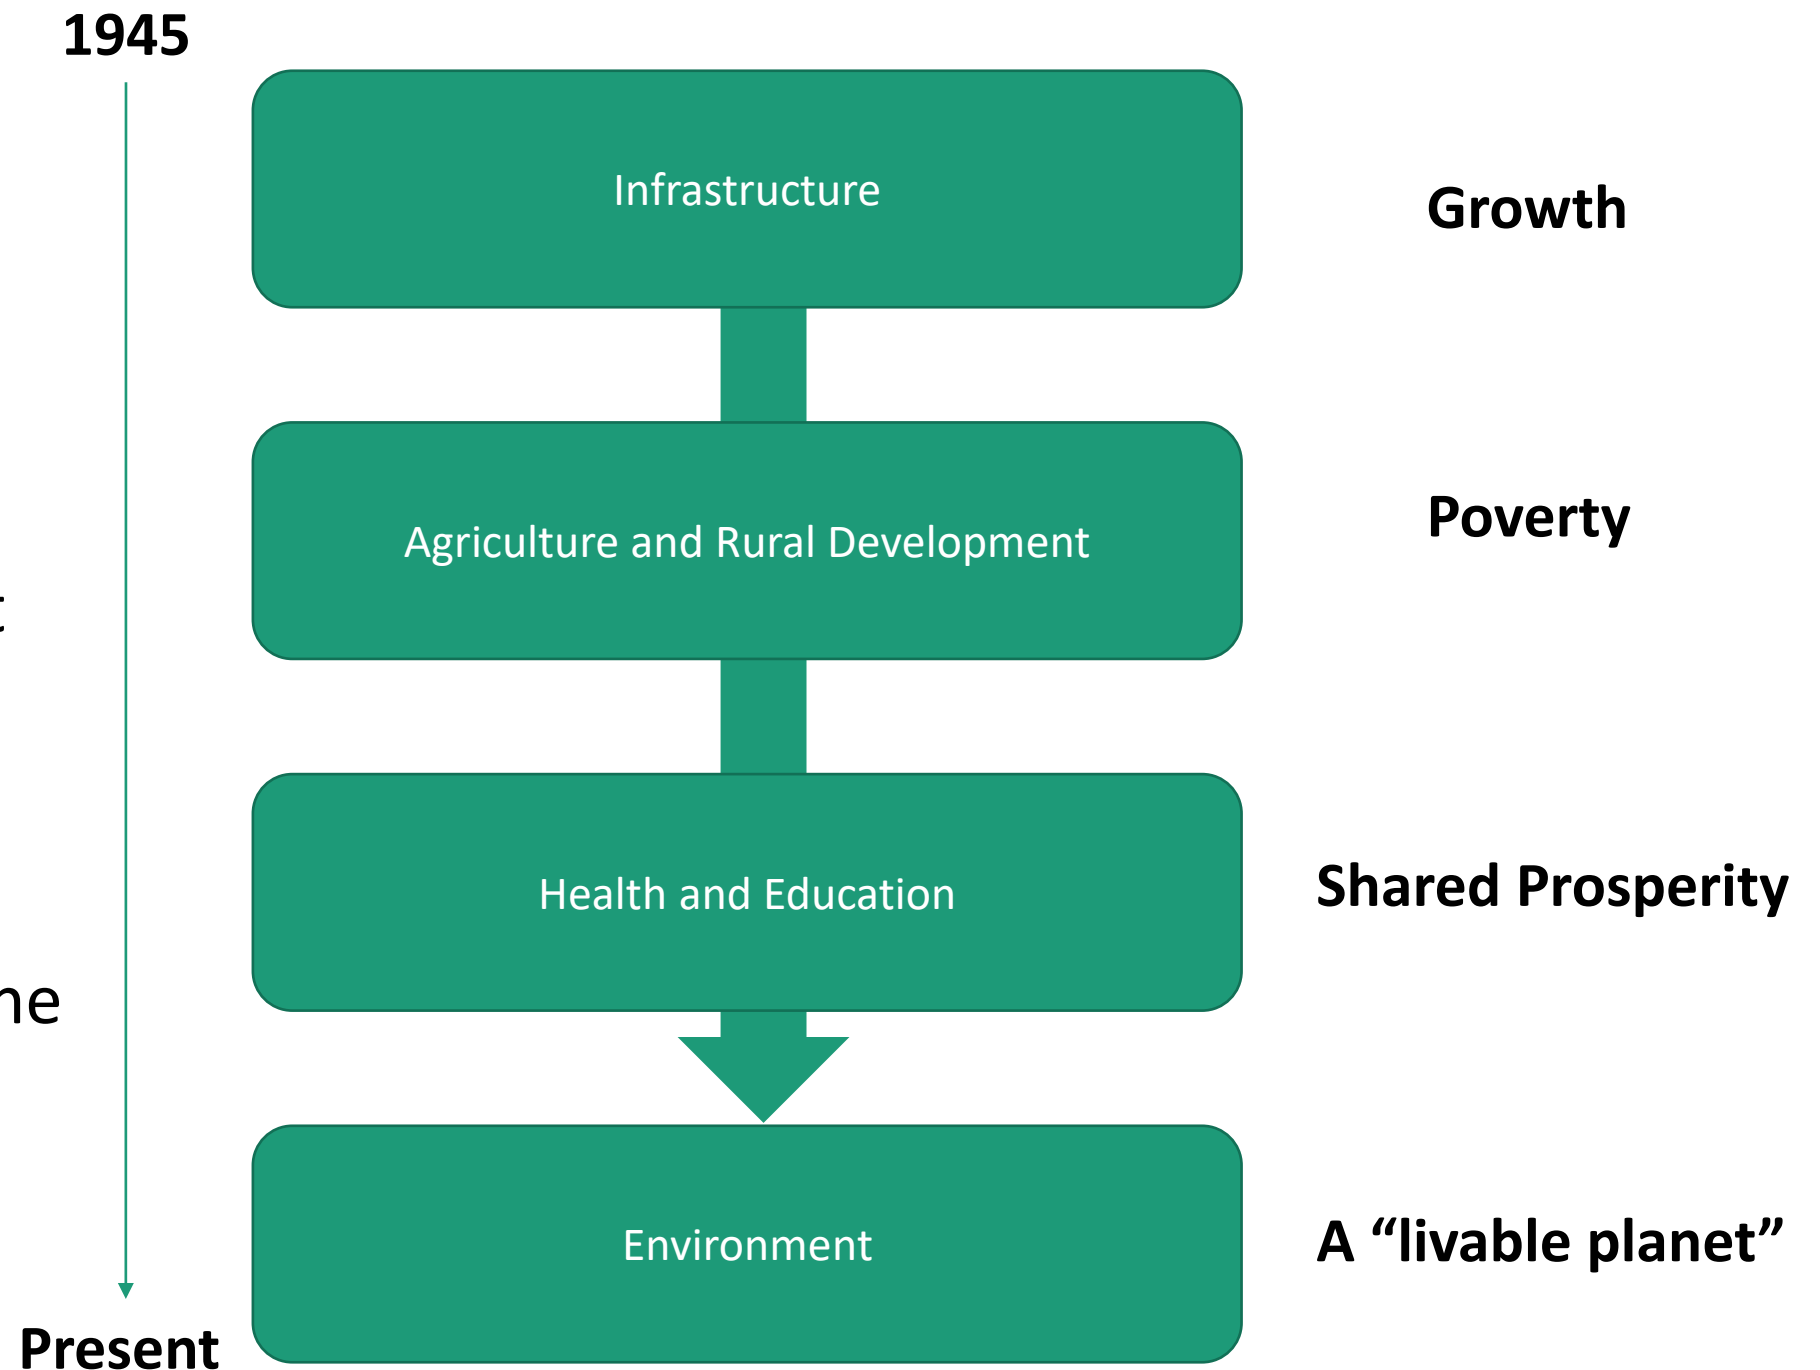 1945
Infrastructure
Growth
Agriculture and Rural Development
Poverty
Health and Education
Shared Prosperity
Environment
A “livable planet”
Present